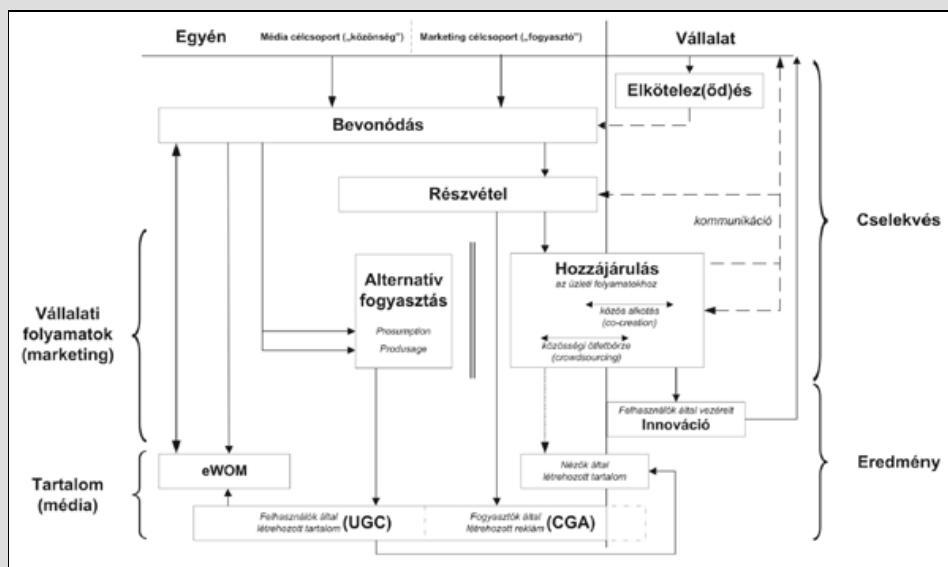 Egyén
Média célcsoport („közönség”)
Marketing célcsoport („fogyasztó”)
Vállalat
Elkötelez(őd)és
Bevonódás
Részvétel
kommunikáció
Cselekvés
Alternatív
fogyasztás
Prosumption
Produsage
Hozzájárulás
az üzleti folyamatokhoz
közös alkotás
(co-creation)
közösségi ötletbörze
(crowdsourcing)
Vállalati
folyamatok
(marketing)
Felhasználók által vezérelt
Innováció
eWOM
Nézők által
létrehozott tartalom
Eredmény
Tartalom
(média)
Felhasználók által
létrehozott tartalom (UGC)
Fogyasztók által
létrehozott reklám (CGA)